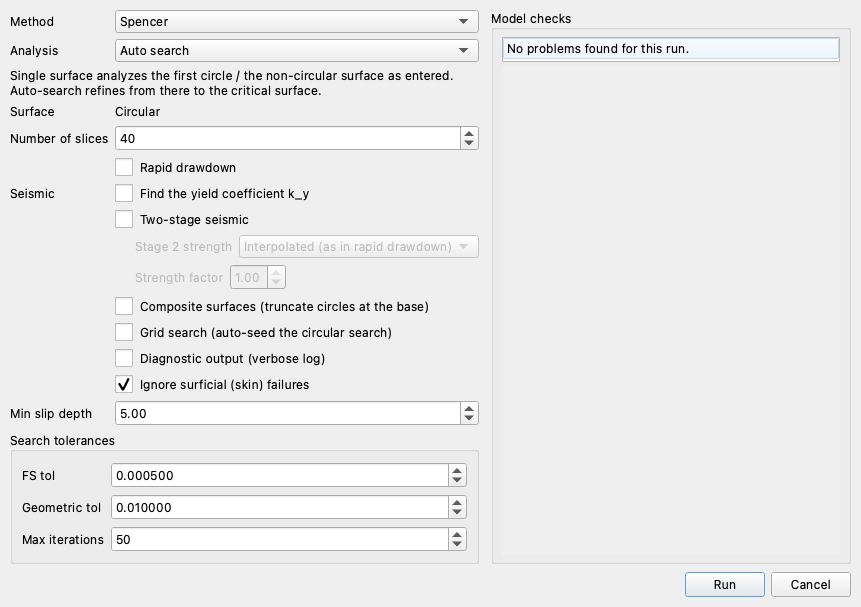 Method Spencer
Analysis Auto search
Single surface analyzes the first circle / the non-circular surface as entered.
Auto-search refines from there to the critical surface.
Surface Circular
Number of slices 40
Rapid drawdown
Seismic Find the yield coefficient k_y
Two-stage seismic
Stage 2 strength Interpolated (as in rapid drawdown)
Strength factor 1.00
Composite surfaces (truncate circles at the base)
Grid search (auto-seed the circular search)
Diagnostic output (verbose log)
Ignore surficial (skin) failures
Min slip depth 5.00
Search tolerances
FS tol 0.000500
Geometric tol 0.010000
Max iterations 50
Model checks
No problems found for this run.
Run Cancel